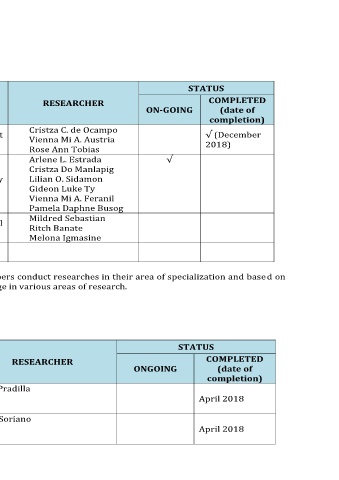 STATUS
RESEARCHER
ON-GOING
COMPLETED
(date of
completion)
Cristza C. de Ocampo
Vienna Mi A. Austria
Rose Ann Tobias
√ (December
2018)
Arlene L. Estrada
Cristza Do Manlapig
Lilian O. Sidamon
Gideon Luke Ty
Vienna Mi A. Feranil
Pamela Daphne Busog
√
Mildred Sebastian
Ritch Banate
Melona Igmasine
bers conduct researches in their area of specialization and based on
ge in various areas of research.
STATUS
RESEARCHER
ONGOING
COMPLETED
(date of
completion)
Pradilla
April 2018
Soriano
April 2018